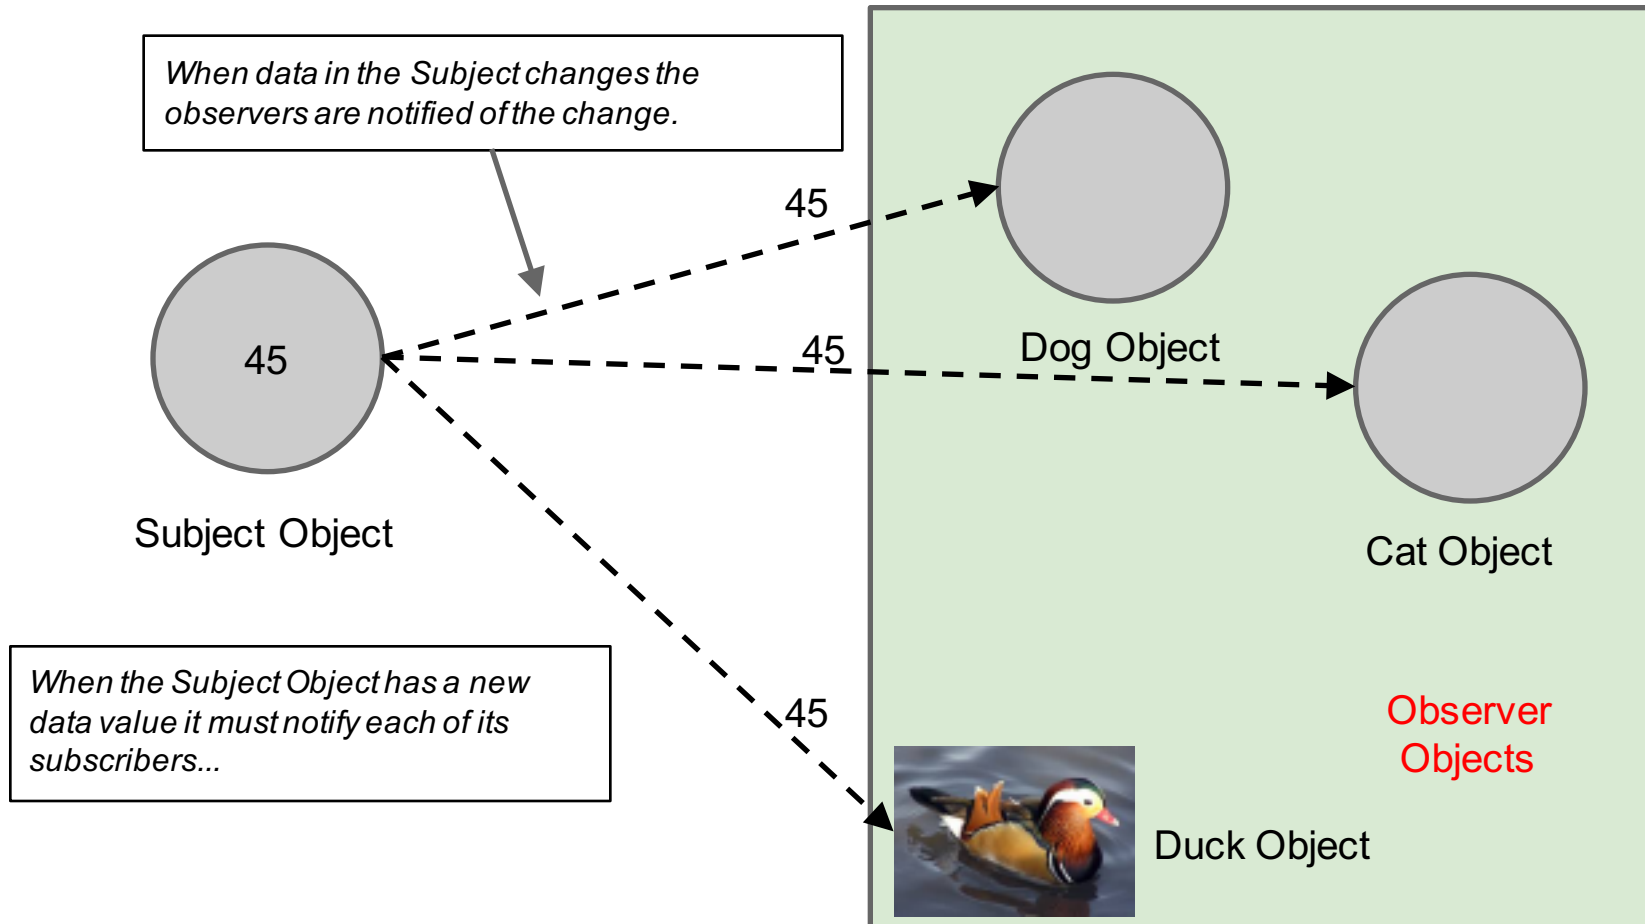 When data in the Subject changes the
observers are notified of the change.
45
45
45
Dog Object
45
Subject Object
Cat Object
When the Subject Object has a new
data value it must notify each of its
subscribers...
45
Observer
Objects
Duck Object